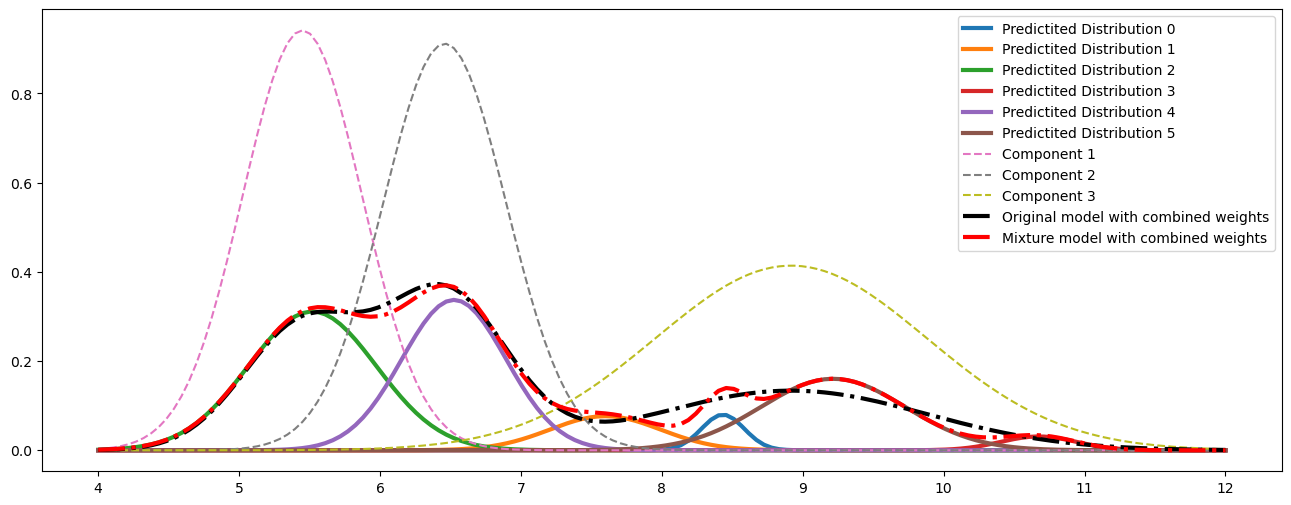 Predictited Distribution 0
Predictited Distribution 1
Predictited Distribution 2
Predictited Distribution 3
Predictited Distribution 4
Predictited Distribution 5
Component 1
Component 2
Component 3
Original model with combined weights
Mixture model with combined weights
0.8
0.6
0.4
0.2
0.0
4 5 6 7 8 9 10 11 12